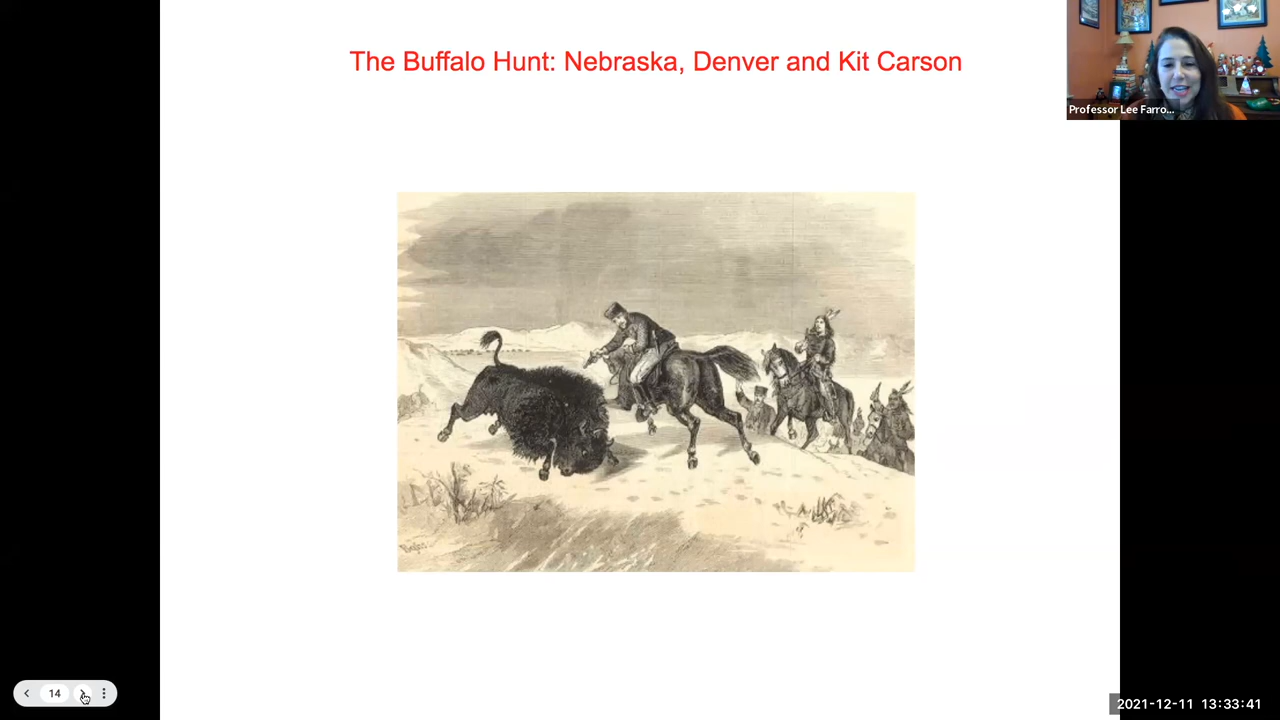 The Buffalo Hunt: Nebraska, Denver and Kit Carson
Professor Lee Farro...
14
2021-12-11 13:33:41